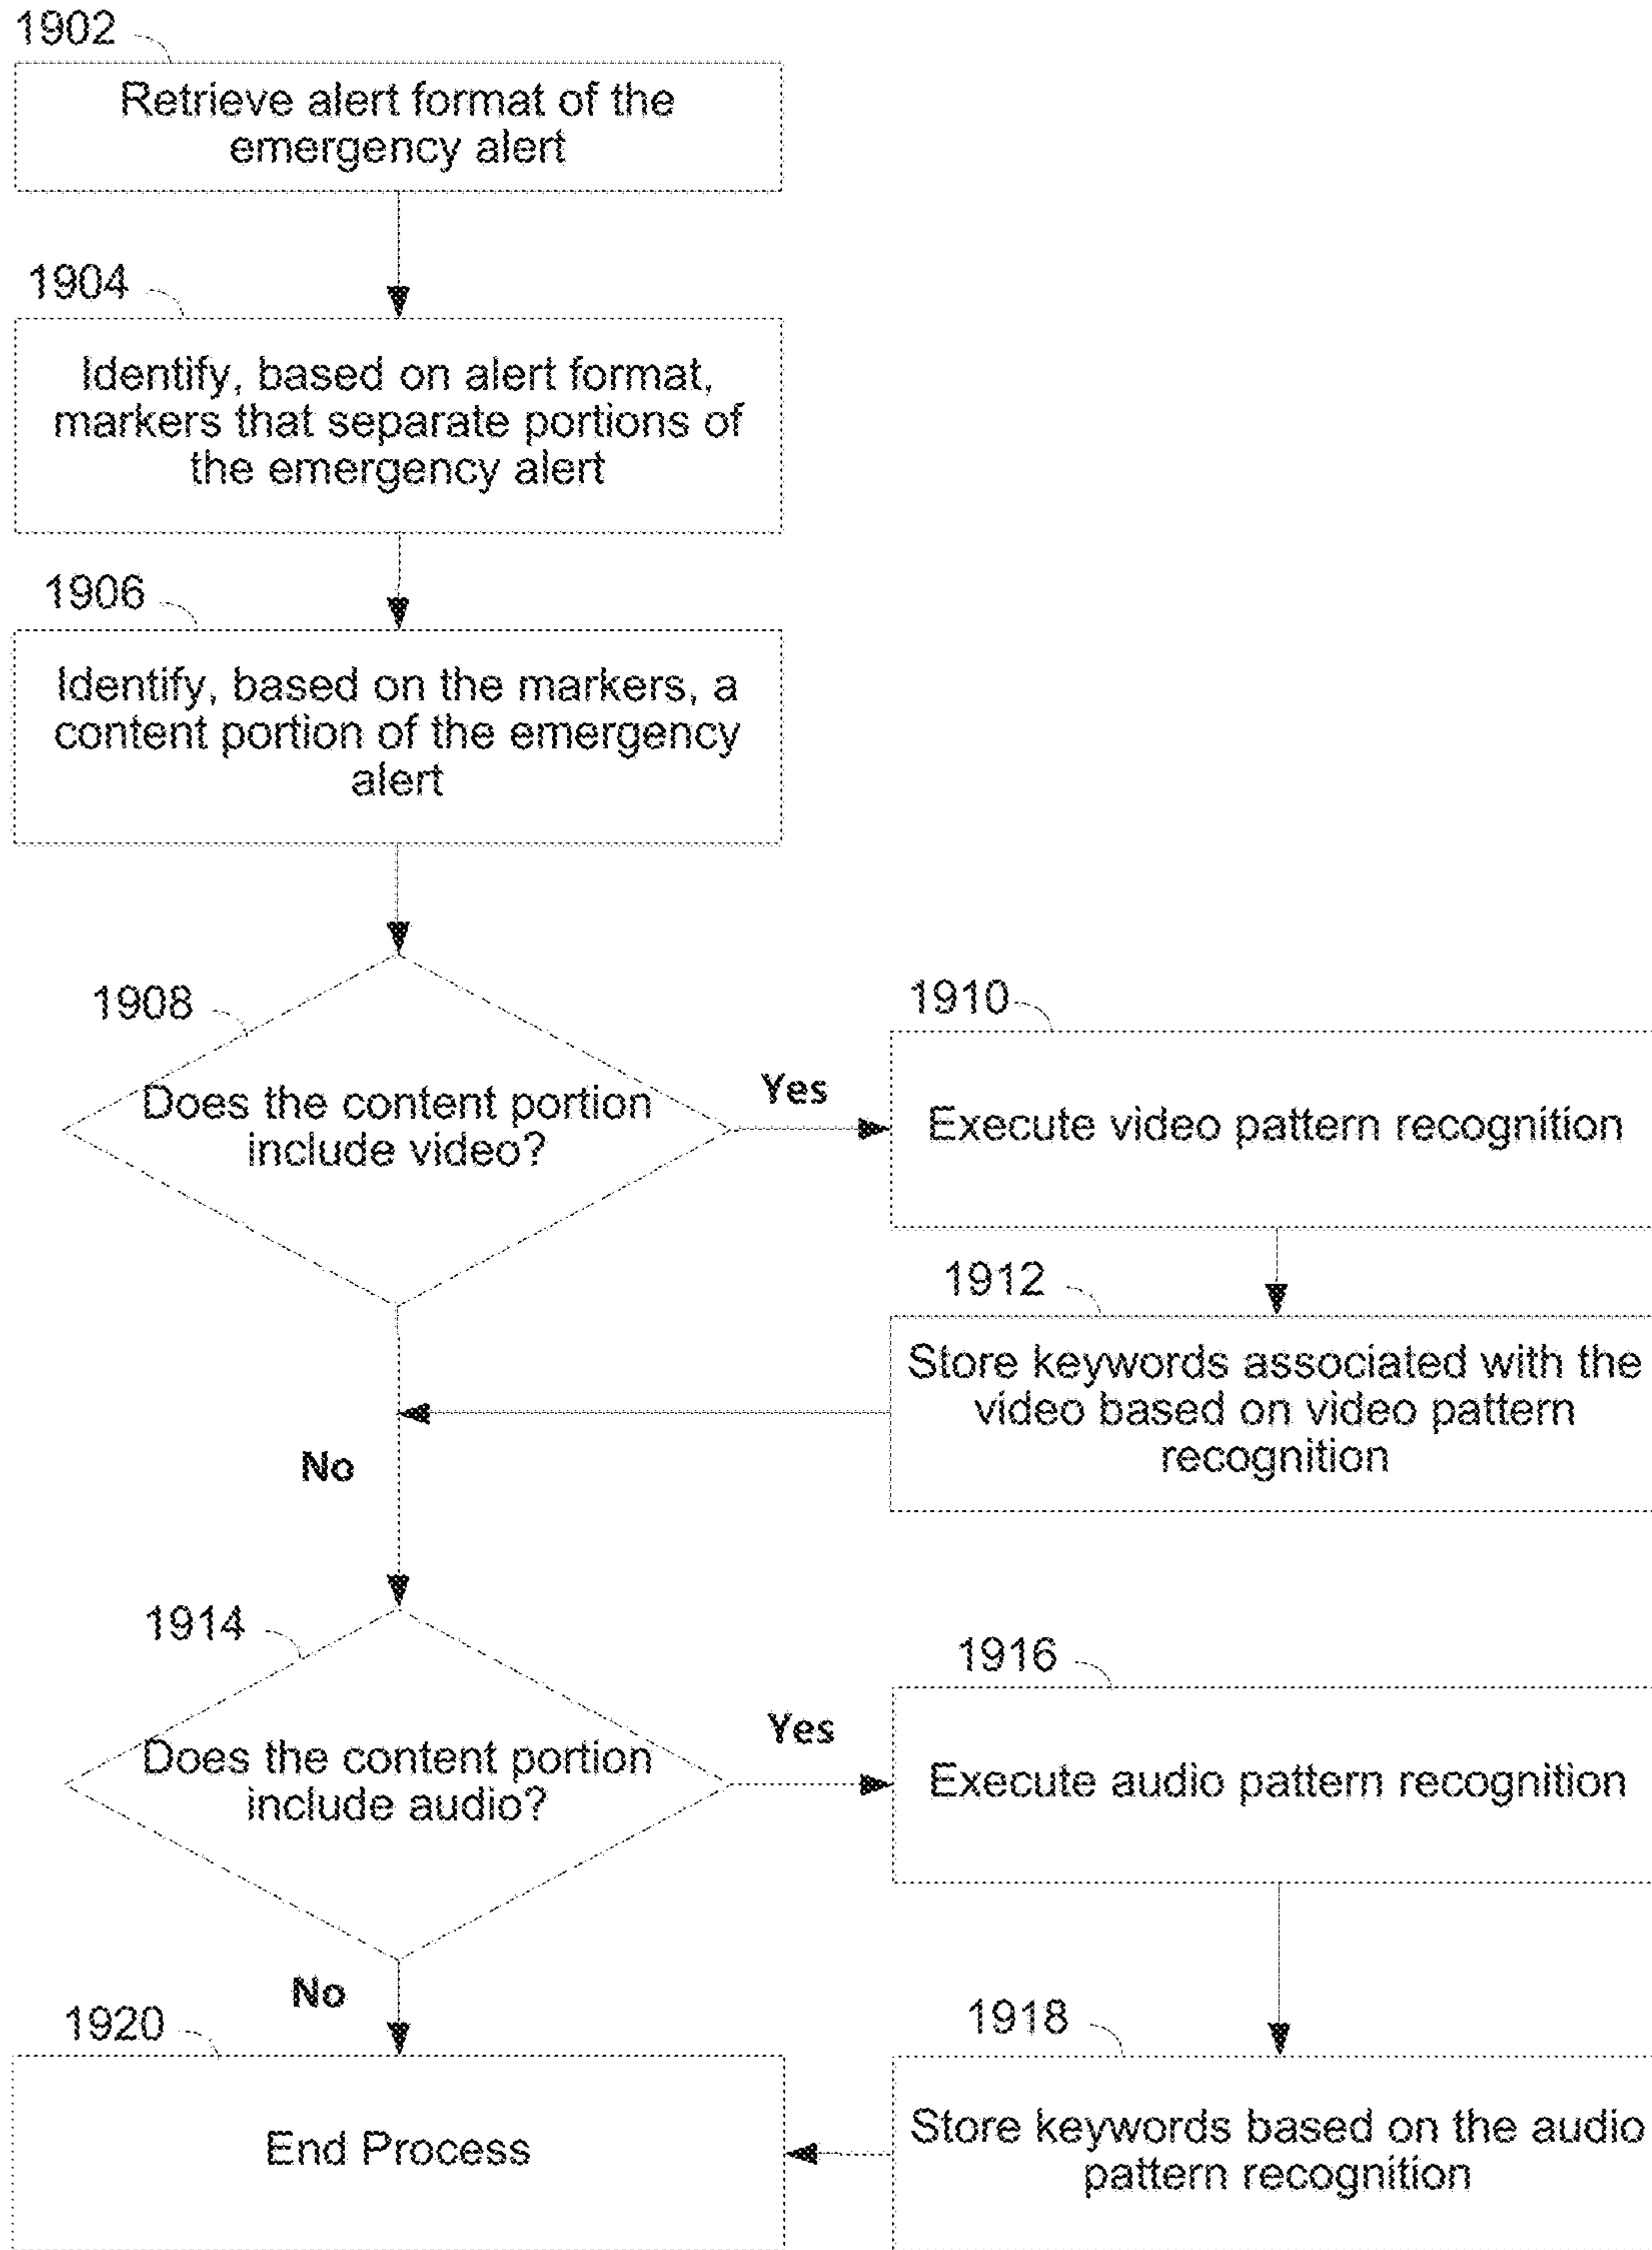 1902
Retrieve alert format of the
emergency alert
1904
Identify, based on alert format,
markers that separate portions of
the emergency alert
1906
Identify, based on the markers, a
content portion of the emergency
alert
1908
Does the content portion
include video?
Yes
1910
Execute video pattern recognition
1912
Store keywords associated with the
video based on video pattern
recognition
No
1914
Does the content portion
include audio?
Yes
1916
Execute audio pattern recognition
No
1918
Store keywords based on the audio
pattern recognition
1920
End Process